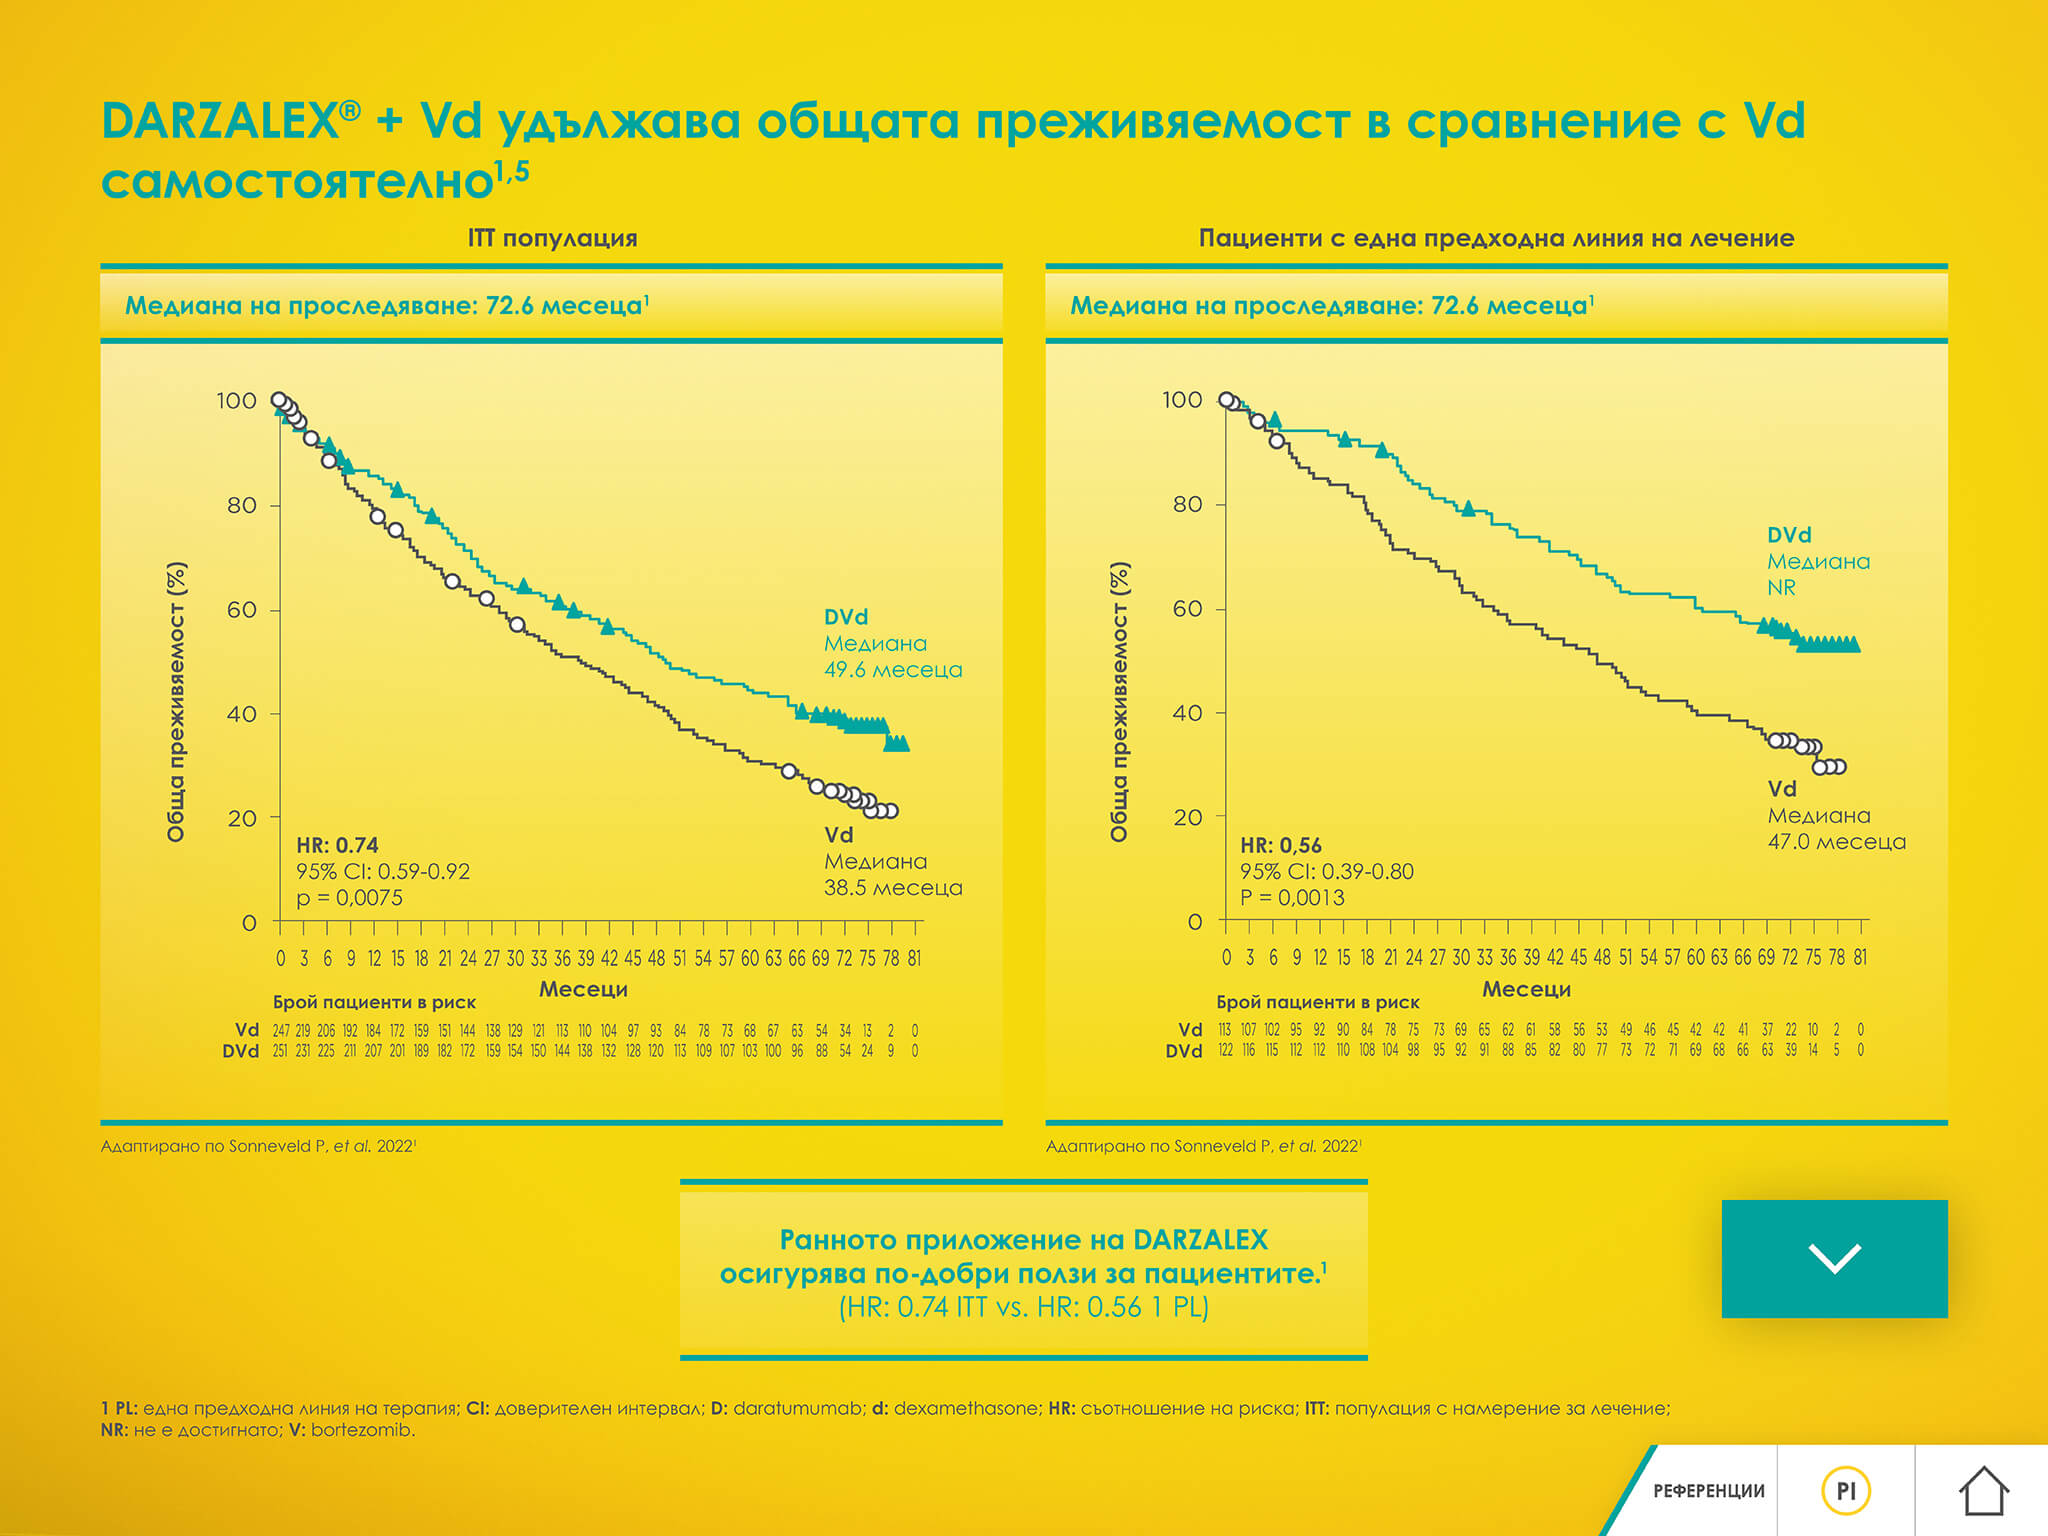 DARZALEX® + Vd удължава общата преживяемост в сравнение с Vd
самостоятелно1,5
ITT популация
Медиана на проследяване: 72.6 месеца1
Обща преживяемост (%)
100
80
60
40
20
0
DVd
Медиана
49.6 месеца
Vd
Медиана
38.5 месеца
HR: 0.74
95% CI: 0.59-0.92
p = 0,0075
0 3 6 9 12 15 18 21 24 27 30 33 36 39 42 45 48 51 54 57 60 63 66 69 72 75 78 81
Месеци
Брой пациенти в риск
Vd 247 219 206 192 184 172 159 151 144 138 129 121 113 110 104 97 93 84 78 73 68 67 63 54 34 13 2 0
DVd 251 231 225 211 207 201 189 182 172 159 154 150 144 138 132 128 120 113 109 107 103 100 96 88 54 24 9 0
Адаптирано по Sonneveld P, et al. 20221
Пациенти с една предходна линия на лечение
Медиана на проследяване: 72.6 месеца1
Обща преживяемост (%)
100
80
60
40
20
0
DVd
Медиана
NR
Vd
Медиана
47.0 месеца
HR: 0,56
95% CI: 0.39-0.80
P = 0,0013
0 3 6 9 12 15 18 21 24 27 30 33 36 39 42 45 48 51 54 57 60 63 66 69 72 75 78 81
Месеци
Брой пациенти в риск
Vd 113 107 102 95 92 90 84 78 75 73 69 65 62 61 58 56 53 49 46 45 42 42 41 37 22 10 2 0
DVd 122 116 115 112 112 110 108 104 98 95 92 91 88 85 82 80 77 73 72 71 69 68 66 63 39 14 5 0
Адаптирано по Sonneveld P, et al. 20221
Ранното приложение на DARZALEX
осигурява по-добри ползи за пациентите.1
(HR: 0.74 ITT vs. HR: 0.56 1 PL)
1 PL: една предходна линия на терапия; CI: доверителен интервал; D: daratumumab; d: dexamethasone; HR: съотношение на риска; ITT: популация с намерение за лечение;
NR: не е достигнато; V: bortezomib.
РЕФЕРЕНЦИИ
PI